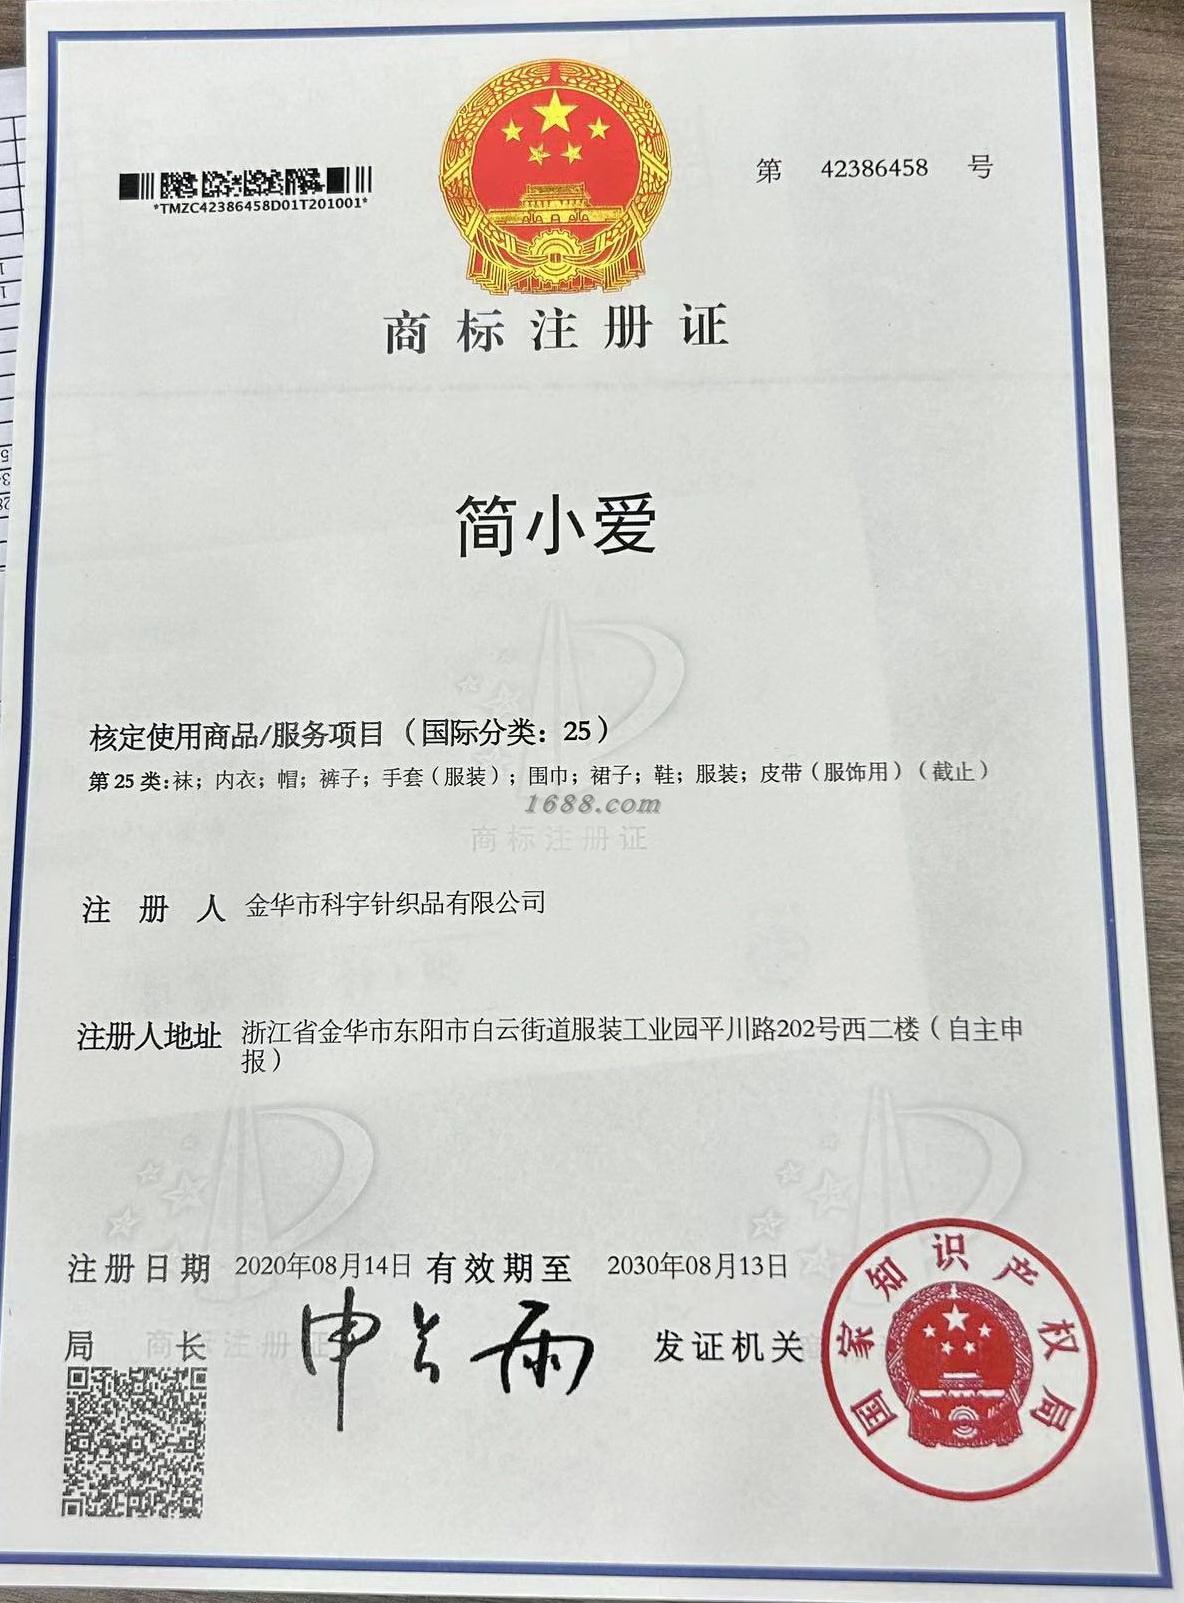 第 42386458 号
*TMZC42386458D01T201001*
商标注册证
简小爱
核定使用商品/服务项目（国际分类：25）
第25类:袜；内衣；帽；裤子；手套（服装）；围巾；裙子；鞋；服装；皮带（服饰用）（截止）
1688.com
商标注册证
注册人 金华市科宇针织品有限公司
注册人地址 浙江省金华市东阳市白云街道服装工业园平川路202号西二楼（自主申
报）
注册日期 2020年08月14日 有效期至 2030年08月13日
局长 申长雨 发证机关
商标注册证
国家知识产权局